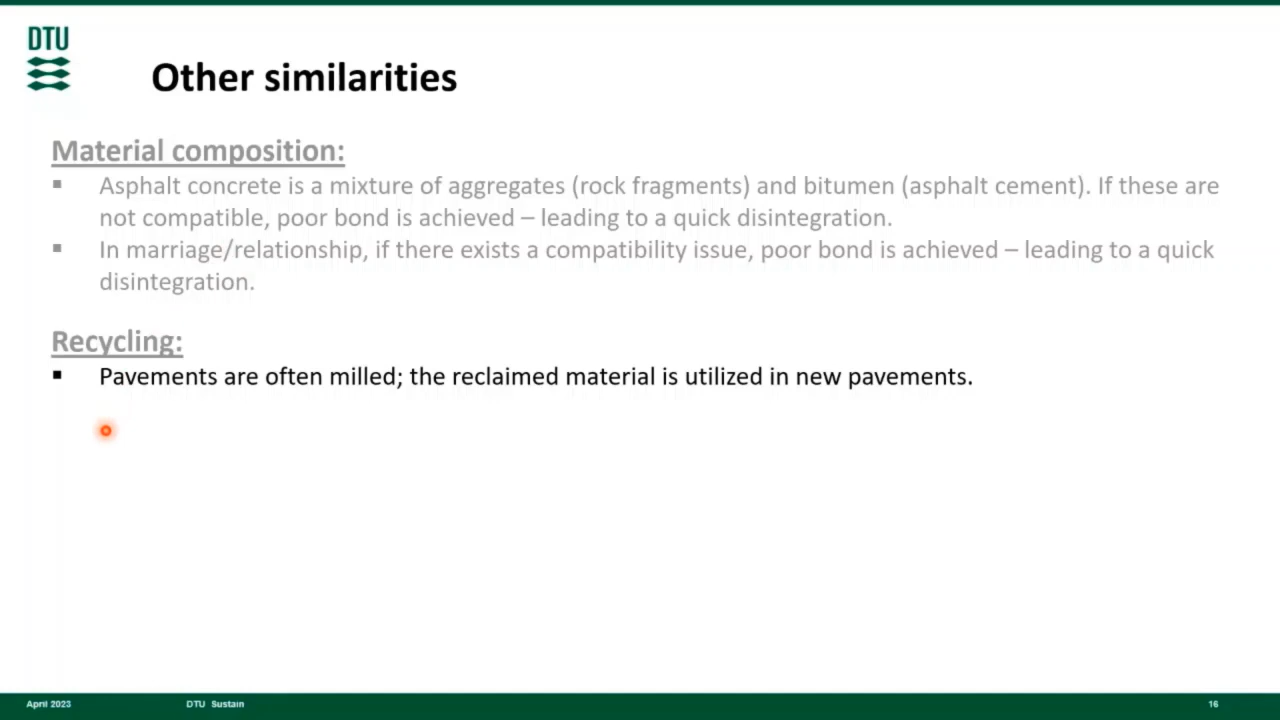 DTU
Other similarities
Material composition:
▪ Asphalt concrete is a mixture of aggregates (rock fragments) and bitumen (asphalt cement). If these are
not compatible, poor bond is achieved – leading to a quick disintegration.
▪ In marriage/relationship, if there exists a compatibility issue, poor bond is achieved – leading to a quick
disintegration.
Recycling:
▪ Pavements are often milled; the reclaimed material is utilized in new pavements.
April 2023 DTU Sustain 16